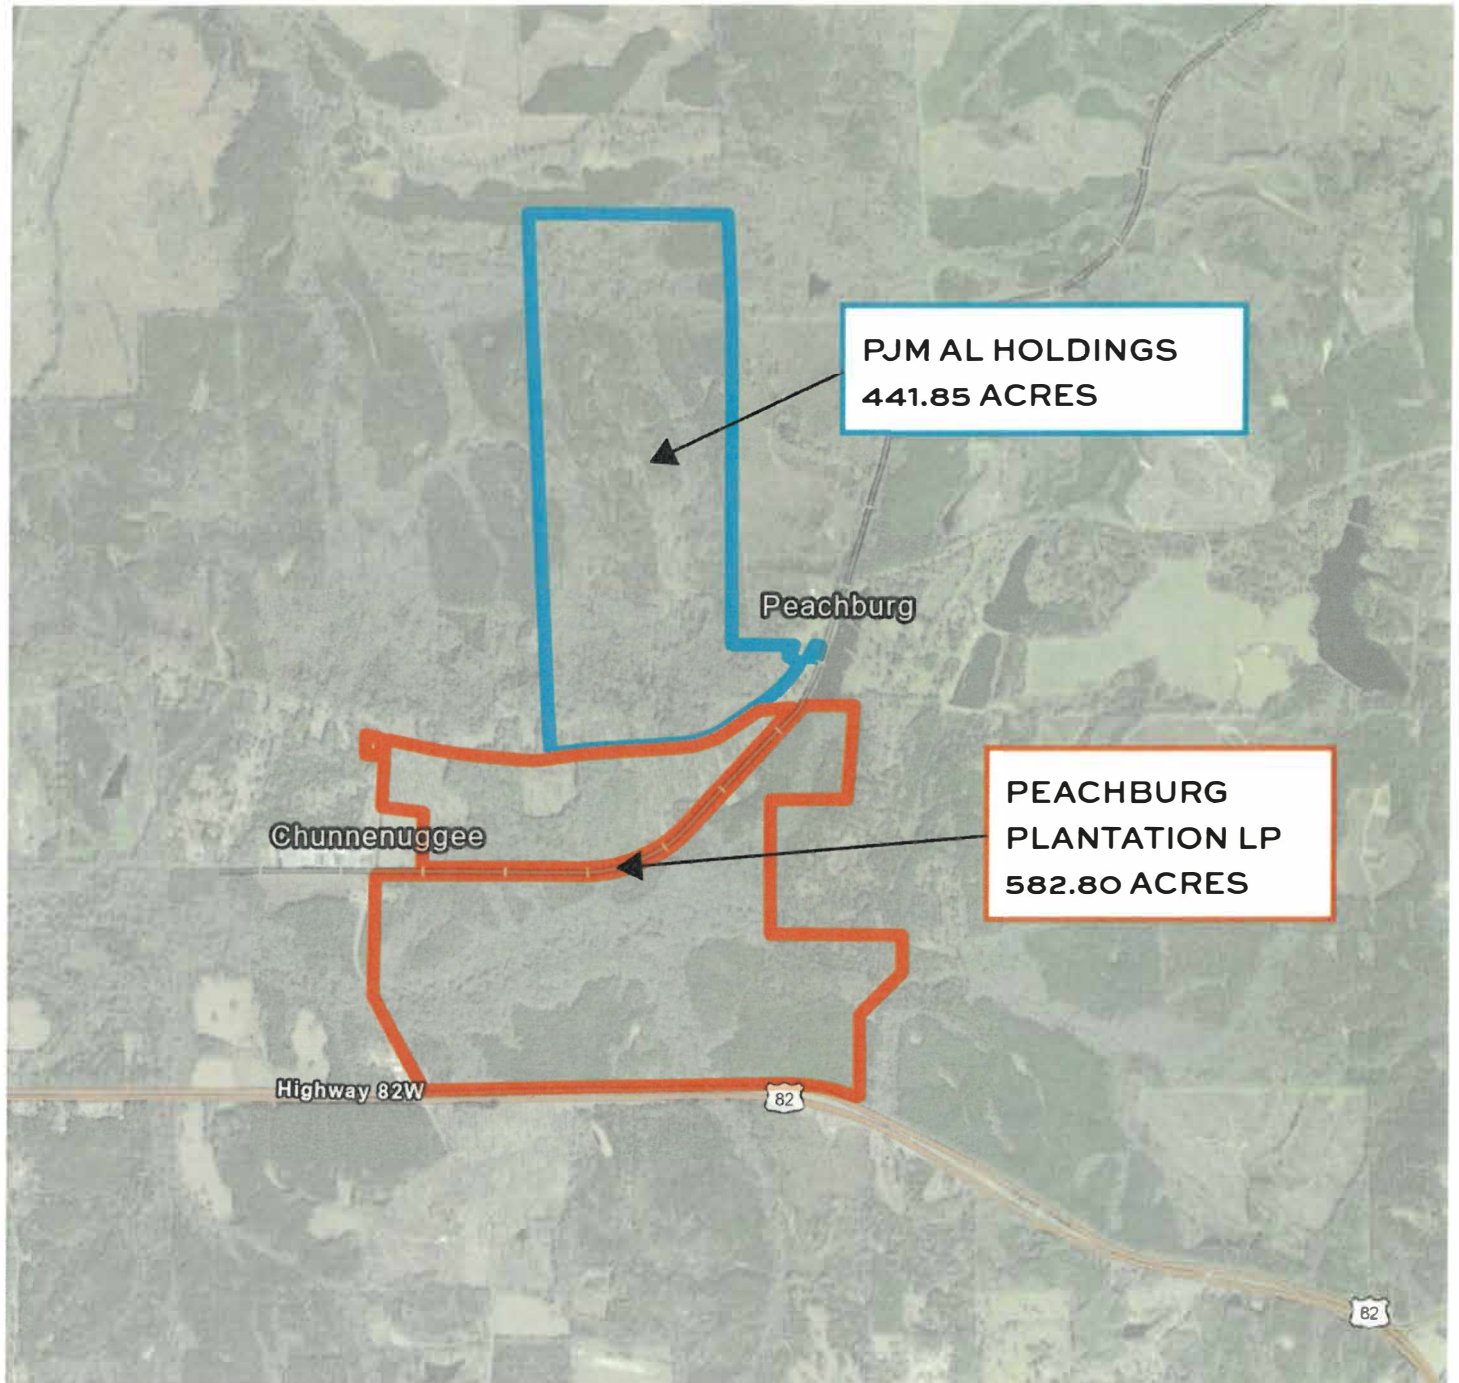 PJM AL HOLDINGS
441.85 ACRES
Peachburg
PEACHBURG
PLANTATION LP
582.80 ACRES
Chunnenuggee
Highway 82W
82
82